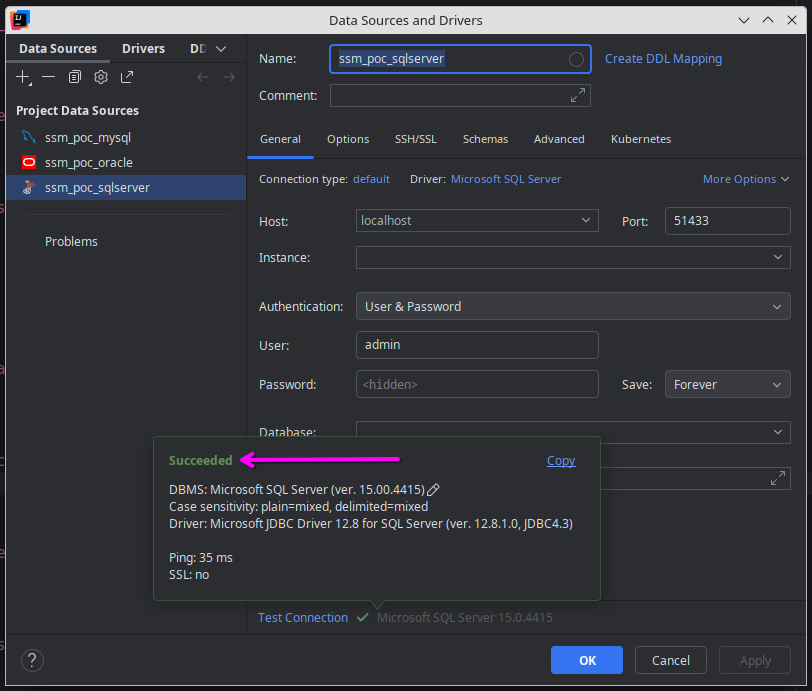 Data Sources and Drivers
Data Sources Drivers DD
Project Data Sources
ssm_poc_mysql
ssm_poc_oracle
ssm_poc_sqlserver
Problems
Name: ssm_poc_sqlserver Create DDL Mapping
Comment:
General Options SSH/SSL Schemas Advanced Kubernetes
Connection type: default Driver: Microsoft SQL Server More Options
Host: localhost Port: 51433
Instance:
Authentication: User & Password
User: admin
Password: <hidden> Save: Forever
Database:
Succeeded Copy
DBMS: Microsoft SQL Server (ver. 15.00.4415)
Case sensitivity: plain=mixed, delimited=mixed
Driver: Microsoft JDBC Driver 12.8 for SQL Server (ver. 12.8.1.0, JDBC4.3)
Ping: 35 ms
SSL: no
Test Connection Microsoft SQL Server 15.0.4415
? OK Cancel Apply